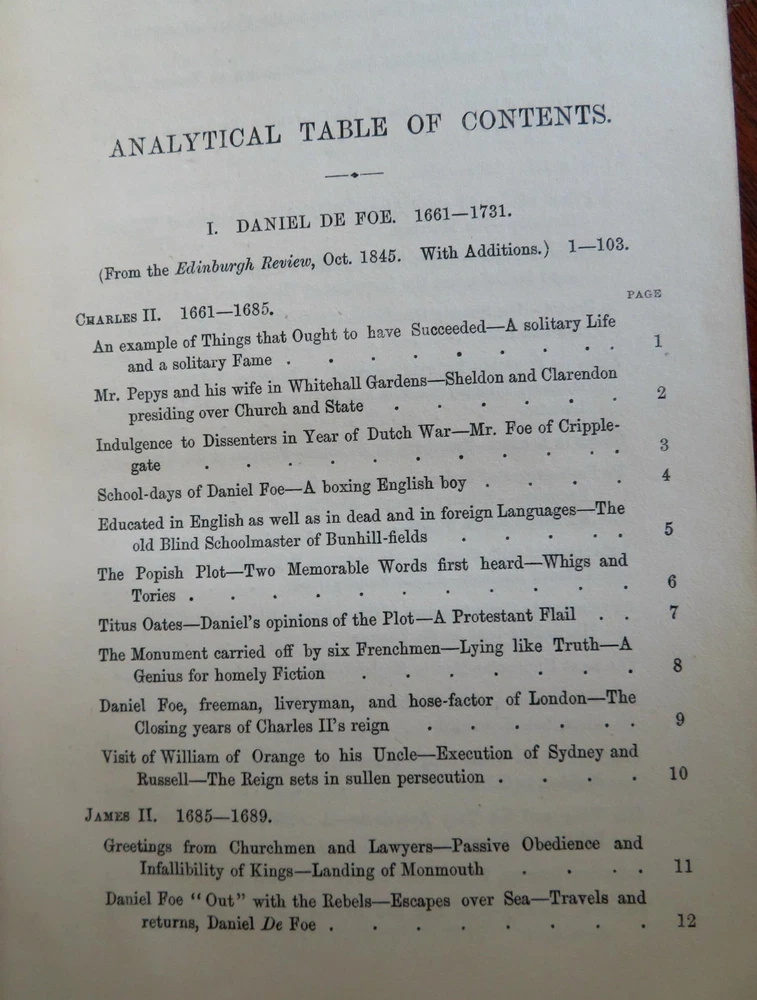 ANALYTICAL TABLE OF CONTENTS.
I. DANIEL DE FOE. 1661—1731.
(From the Edinburgh Review, Oct. 1845. With Additions.) 1—103.
PAGE
CHARLES II. 1661—1685.
An example of Things that Ought to have Succeeded—A solitary Life
and a solitary Fame . . . . . . . . 1
Mr. Pepys and his wife in Whitehall Gardens—Sheldon and Clarendon
presiding over Church and State . . . . . . 2
Indulgence to Dissenters in Year of Dutch War—Mr. Foe of Cripple-
gate . . . . . . . . . . 3
School-days of Daniel Foe—A boxing English boy . . . . 4
Educated in English as well as in dead and in foreign Languages—The
old Blind Schoolmaster of Bunhill-fields . . . . . 5
The Popish Plot—Two Memorable Words first heard—Whigs and
Tories . . . . . . . . . . . 6
Titus Oates—Daniel's opinions of the Plot—A Protestant Flail . . 7
The Monument carried off by six Frenchmen—Lying like Truth—A
Genius for homely Fiction . . . . . . . 8
Daniel Foe, freeman, liveryman, and hose-factor of London—The
Closing years of Charles II's reign . . . . . . 9
Visit of William of Orange to his Uncle—Execution of Sydney and
Russell—The Reign sets in sullen persecution . . . . 10
JAMES II. 1685—1689.
Greetings from Churchmen and Lawyers—Passive Obedience and
Infallibility of Kings—Landing of Monmouth . . . . 11
Daniel Foe "Out" with the Rebels—Escapes over Sea—Travels and
returns, Daniel De Foe . . . . . . . . 12